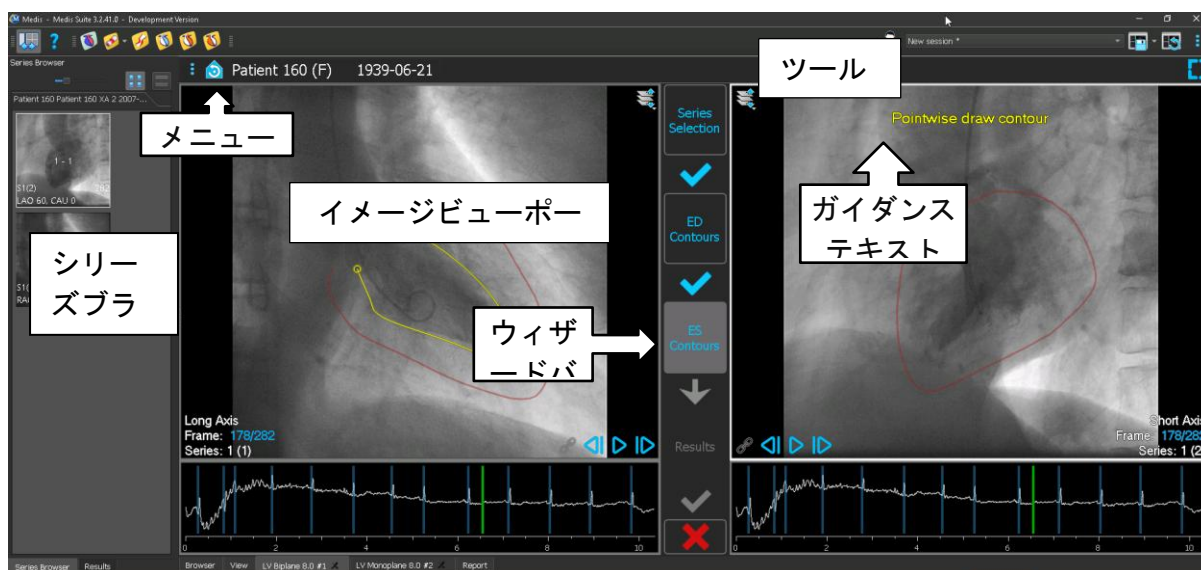 Medis - Medis Suite 3.2.41.0 - Development Version
New session *
Series Browser
Patient 160 (F) 1939-06-21
Patient 160 Patient 160 XA 2 2007-...
メニュー
ツール
1 - 1
S1(2)
LAO 60, CAU 0
シリー
ズブラ
イメージビューポー
ウィザ
ードバ
Series
Selection
ED
Contours
ES
Contours
Results
Pointwise draw contour
ガイダンス
テキスト
Long Axis
Frame: 178/282
Series: 1 (1)
Short Axis
Frame 178/282
Series: 1 (2
0 2 4 6 8 10
0 2 4 6 8 10
Series Browser Results
Browser View LV Biplane 8.0 #1 LV Monoplane 8.0 #2 Report